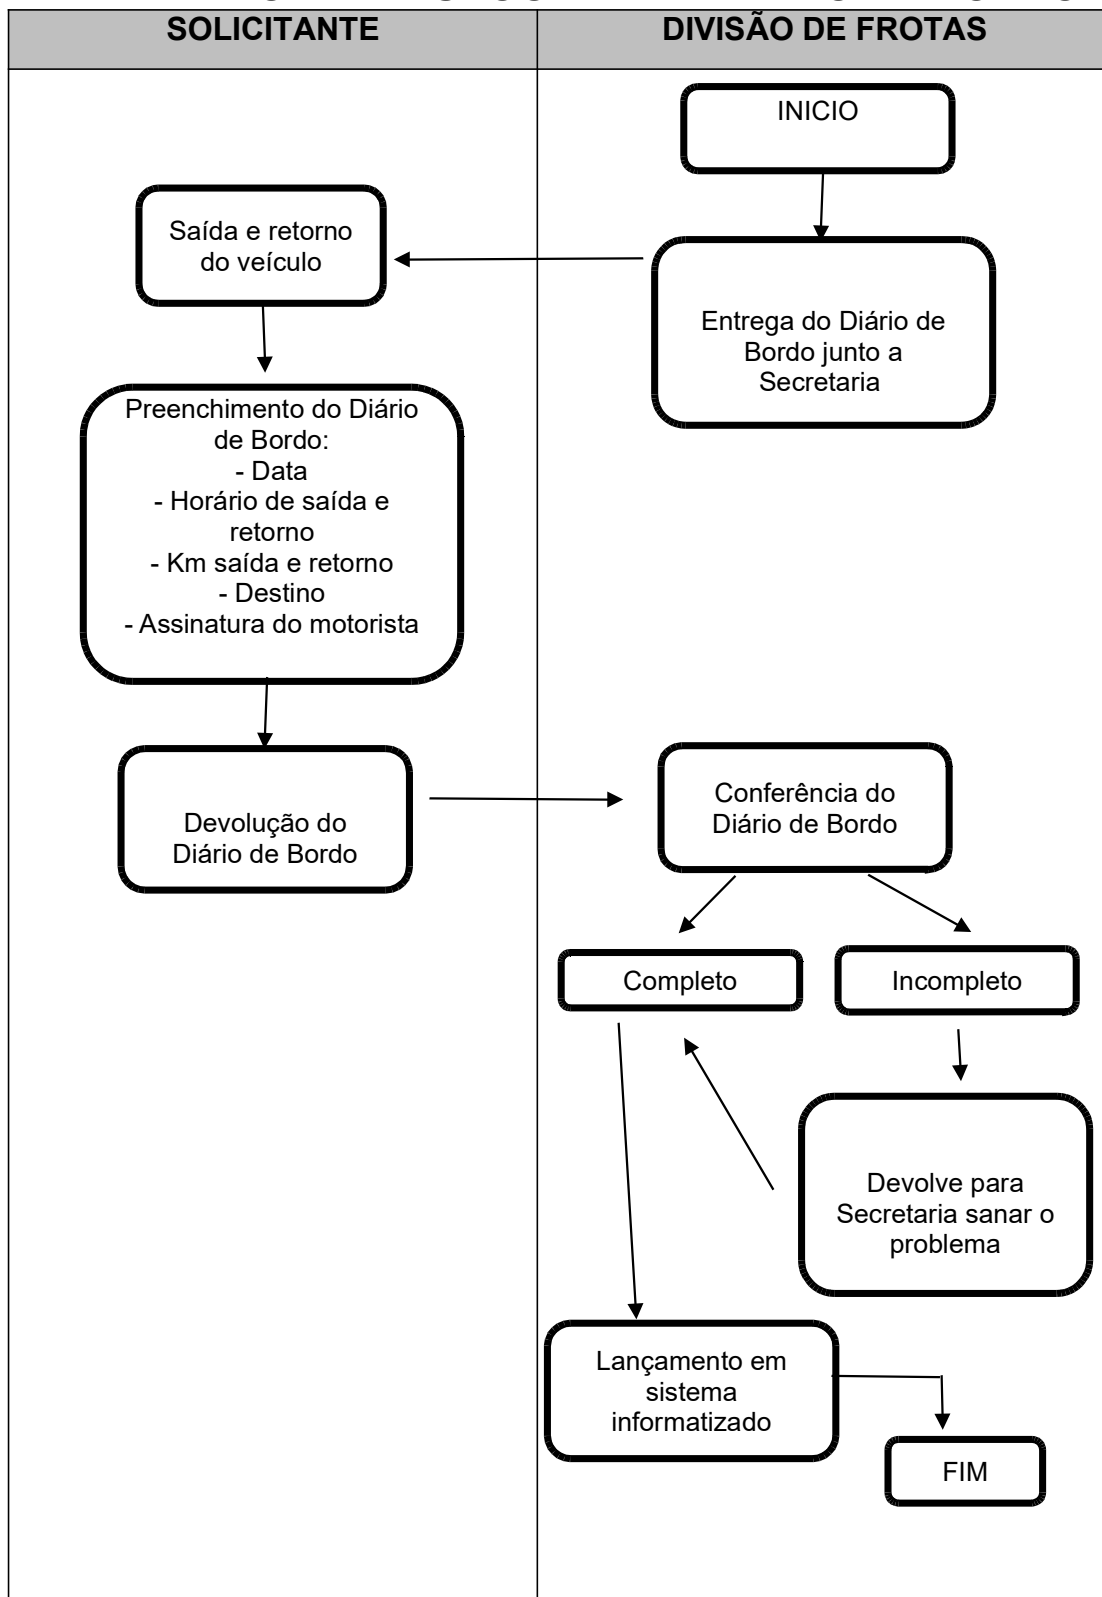 SOLICITANTE
DIVISÃO DE FROTAS
INICIO
Saída e retorno
do veículo
Entrega do Diário de
Bordo junto a
Secretaria
Preenchimento do Diário
de Bordo:
- Data
- Horário de saída e
retorno
- Km saída e retorno
- Destino
- Assinatura do motorista
Devolução do
Diário de Bordo
Conferência do
Diário de Bordo
Completo
Incompleto
Devolve para
Secretaria sanar o
problema
Lançamento em
sistema
informatizado
FIM